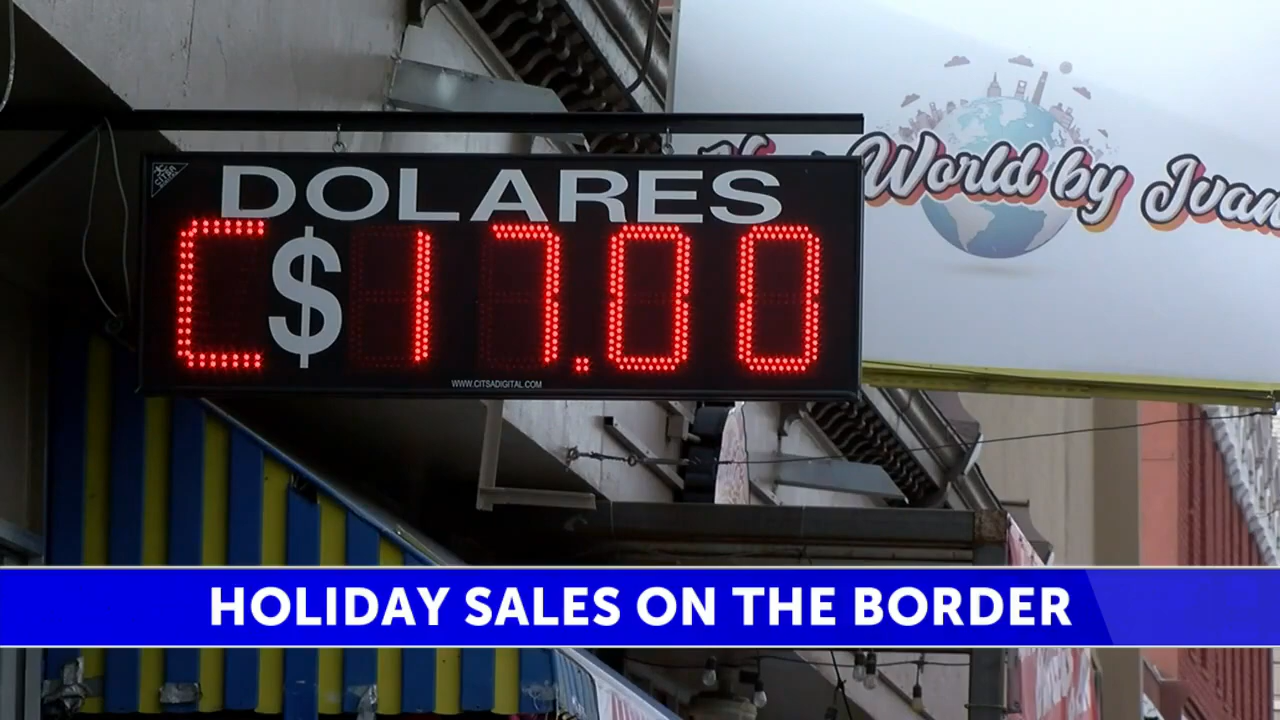 DOLARES
C $ 17.00
WWW.CITSADIGITAL.COM
World by Ivan
HOLIDAY SALES ON THE BORDER